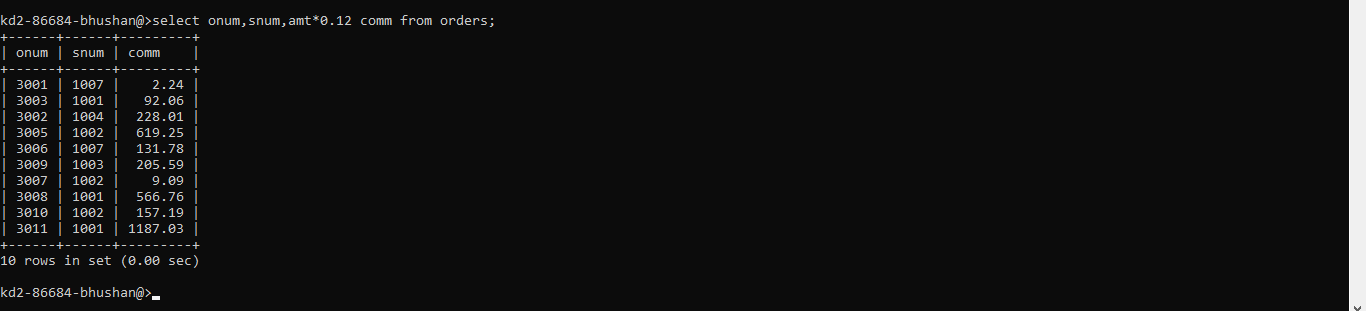 kd2-86684-bhushan@>select onum,snum,amt*0.12 comm from orders;
+------+------+---------+
| onum | snum | comm    |
+------+------+---------+
| 3001 | 1007 |    2.24 |
| 3003 | 1001 |   92.06 |
| 3002 | 1004 |  228.01 |
| 3005 | 1002 |  619.25 |
| 3006 | 1007 |  131.78 |
| 3009 | 1003 |  205.59 |
| 3007 | 1002 |    9.09 |
| 3008 | 1001 |  566.76 |
| 3010 | 1002 |  157.19 |
| 3011 | 1001 | 1187.03 |
+------+------+---------+
10 rows in set (0.00 sec)
kd2-86684-bhushan@>